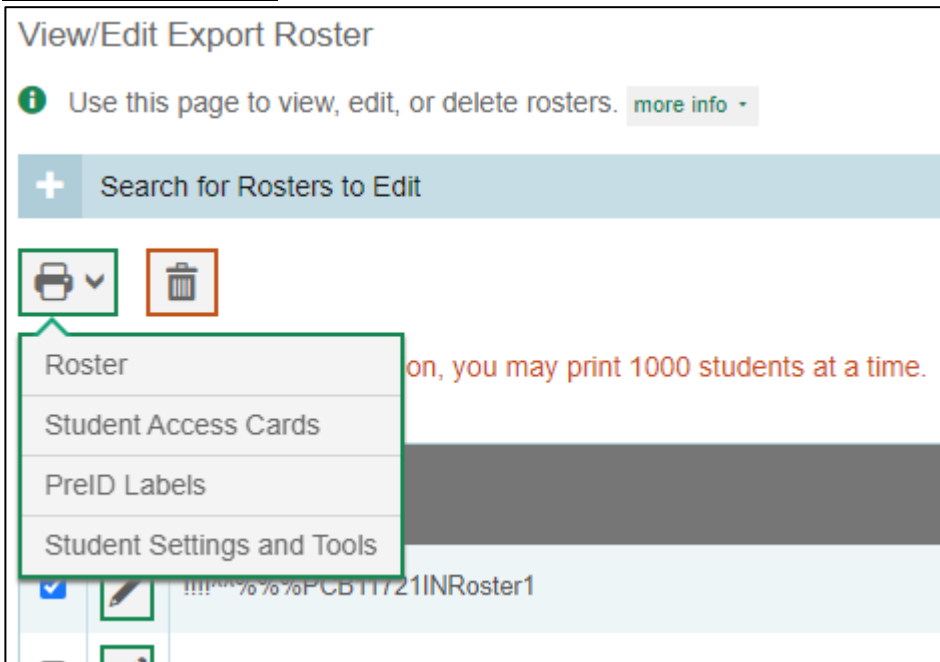 View/Edit Export Roster
Use this page to view, edit, or delete rosters. more info
Search for Rosters to Edit
Roster
on, you may print 1000 students at a time.
Student Access Cards
PreID Labels
Student Settings and Tools
!!!!^^%%%PCB11721INRoster1